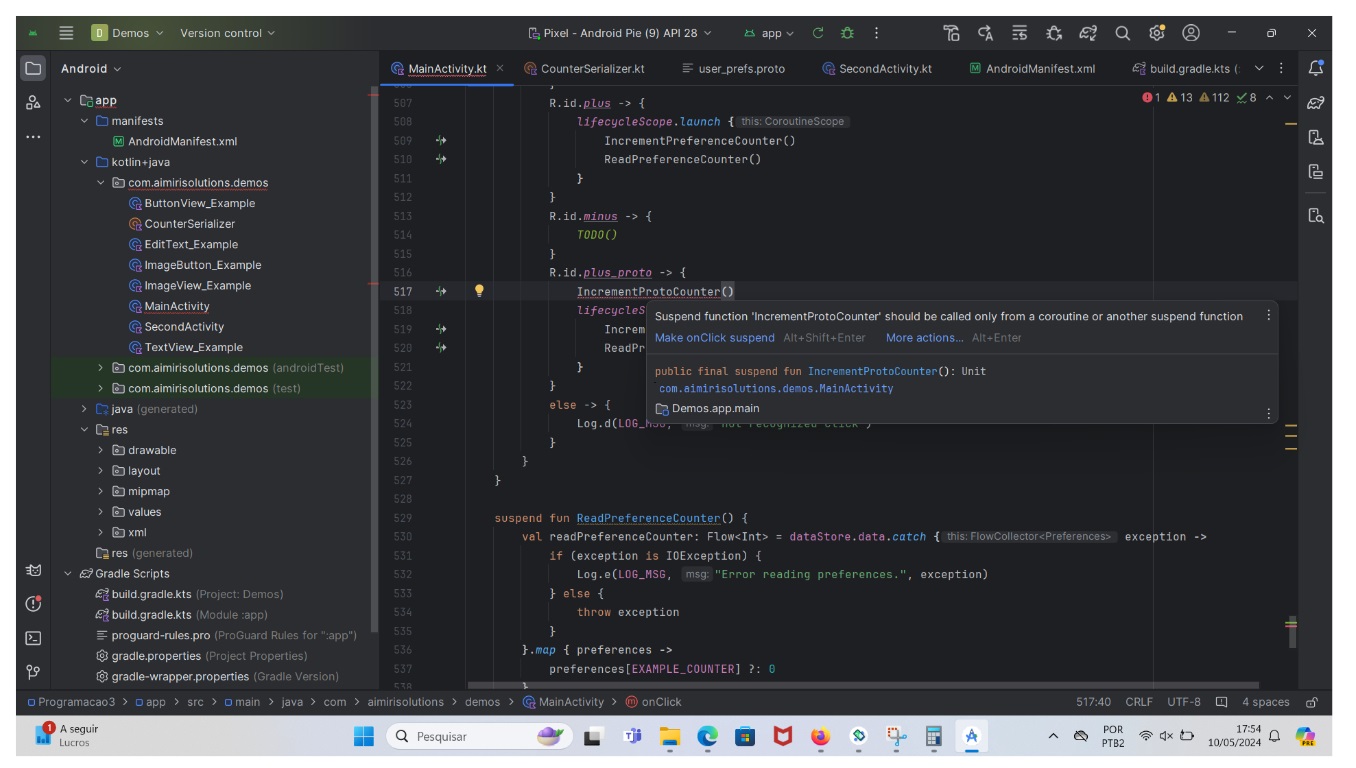 D Demos Version control Pixel - Android Pie (9) API 28 app
Android
MainActivity.kt CounterSerializer.kt user_prefs.proto SecondActivity.kt AndroidManifest.xml build.gradle.kts (:
1 13 112 8
app
manifests
AndroidManifest.xml
kotlin+java
com.aimirisolutions.demos
ButtonView_Example
CounterSerializer
EditText_Example
ImageButton_Example
ImageView_Example
MainActivity
SecondActivity
TextView_Example
com.aimirisolutions.demos (androidTest)
com.aimirisolutions.demos (test)
java (generated)
res
drawable
layout
mipmap
values
xml
res (generated)
Gradle Scripts
build.gradle.kts (Project: Demos)
build.gradle.kts (Module :app)
proguard-rules.pro (ProGuard Rules for ":app")
gradle.properties (Project Properties)
gradle-wrapper.properties (Gradle Version)
507 R.id.plus -> {
508 lifecycleScope.launch { this: CoroutineScope
509 IncrementPreferenceCounter()
510 ReadPreferenceCounter()
511 }
512 }
513 R.id.minus -> {
514 TODO()
515 }
516 R.id.plus_proto -> {
517 IncrementProtoCounter()
518 lifecycleS
519 Increm
520 ReadPr
521 }
522 }
523 else -> {
524 Log.d(LOG_MSG, msg: "Not recognized click")
525 }
526 }
527 }
528
529 suspend fun ReadPreferenceCounter() {
530 val readPreferenceCounter: Flow<Int> = dataStore.data.catch { this: FlowCollector<Preferences> exception ->
531 if (exception is IOException) {
532 Log.e(LOG_MSG, msg: "Error reading preferences.", exception)
533 } else {
534 throw exception
535 }
536 }.map { preferences ->
537 preferences[EXAMPLE_COUNTER] ?: 0
538 }
Suspend function 'IncrementProtoCounter' should be called only from a coroutine or another suspend function
Make onClick suspend Alt+Shift+Enter More actions... Alt+Enter
public final suspend fun IncrementProtoCounter(): Unit
com.aimirisolutions.demos.MainActivity
Demos.app.main
Programacao3 > app > src > main > java > com > aimirisolutions > demos > MainActivity > onClick 517:40 CRLF UTF-8 4 spaces
1 A seguir
Lucros
Pesquisar
PRE
POR
PTB2
17:54
10/05/2024